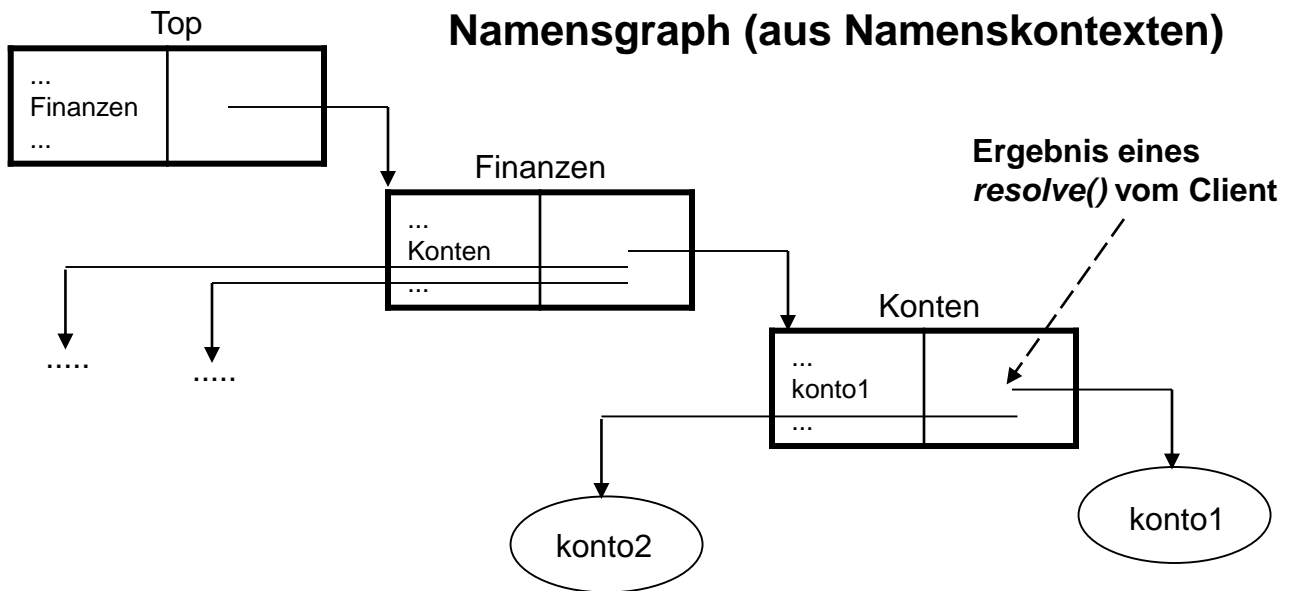 Namensgraph (aus Namenskontexten)
Top
...
Finanzen
...
Finanzen
...
Konten
...
Ergebnis eines
resolve() vom Client
.....
.....
Konten
...
konto1
...
konto2
konto1